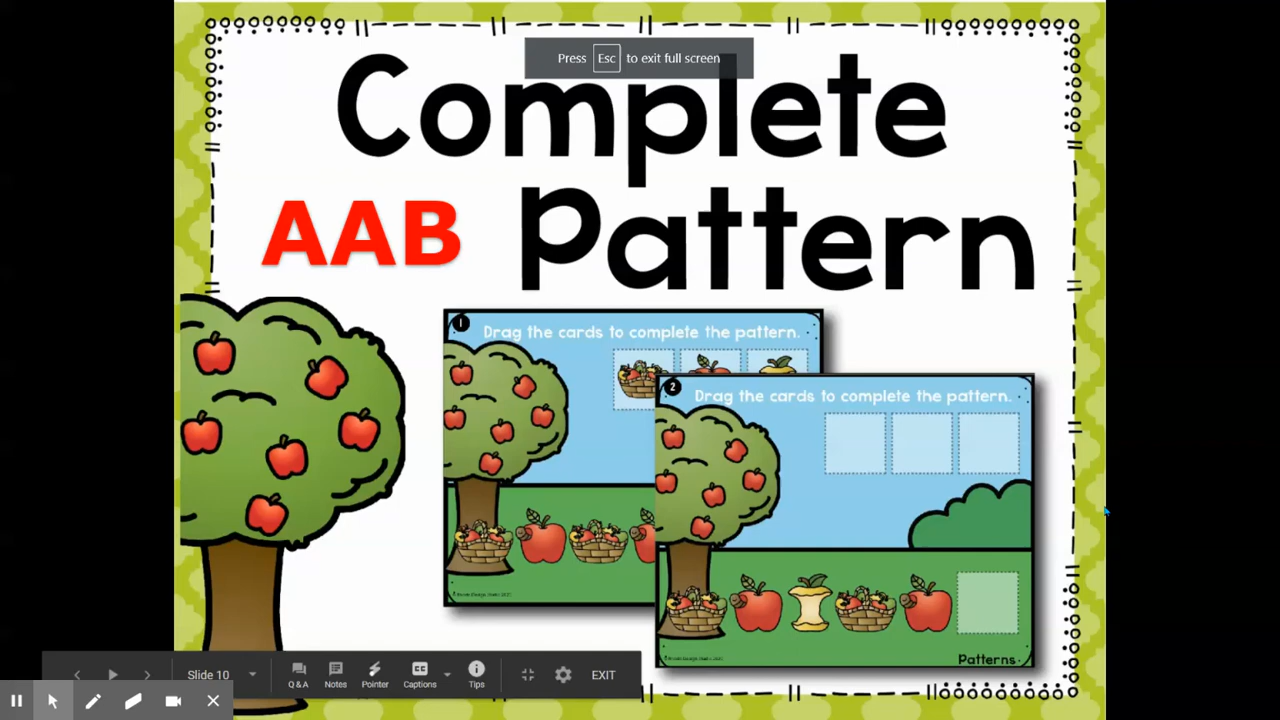 Press Esc to exit full screen
Complete
AAB Pattern
1
Drag the cards to complete the pattern.
2
Drag the cards to complete the pattern.
Patterns
Slide 10
Q & A
Notes
Pointer
CC
Captions
Tips
EXIT